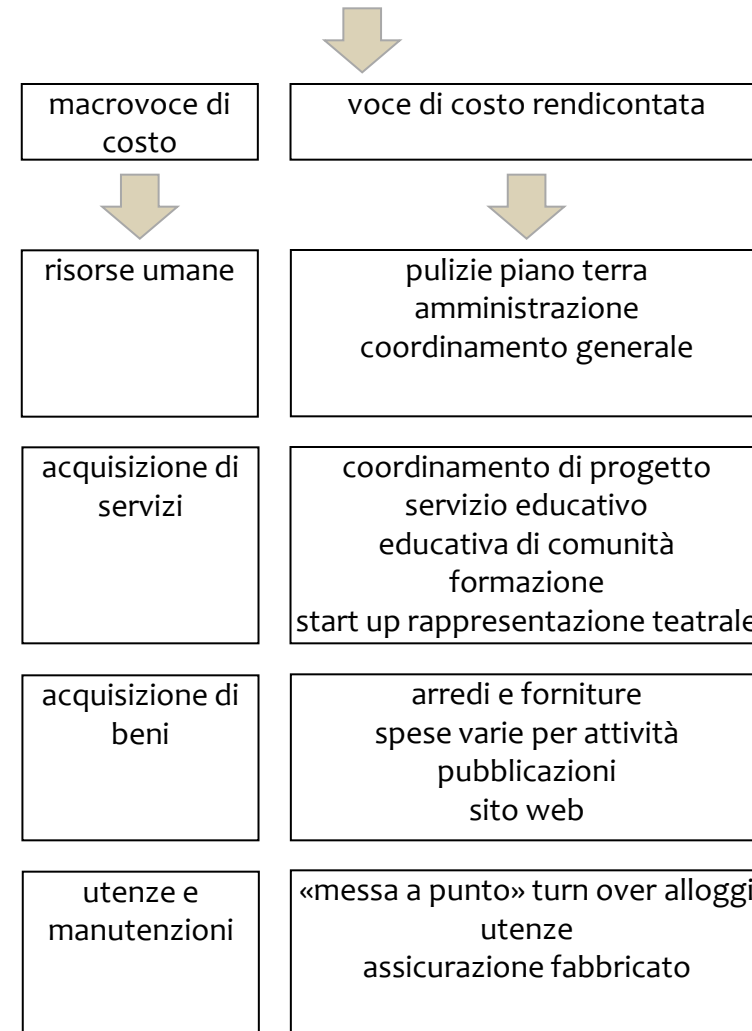 macrovoce di
costo
voce di costo rendicontata
risorse umane
pulizie piano terra
amministrazione
coordinamento generale
acquisizione di
servizi
coordinamento di progetto
servizio educativo
educativa di comunità
formazione
start up rappresentazione teatrale
acquisizione di
beni
arredi e forniture
spese varie per attività
pubblicazioni
sito web
utenze e
manutenzioni
«messa a punto» turn over alloggi
utenze
assicurazione fabbricato